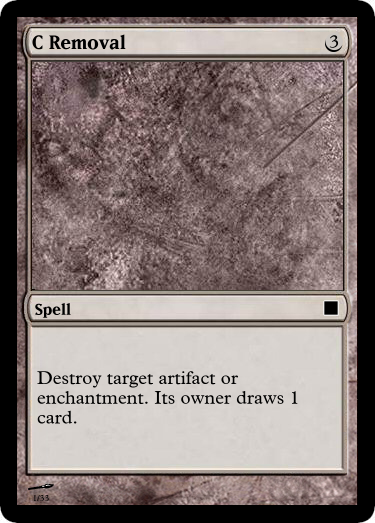 C Removal 3
Spell
Destroy target artifact or
enchantment. Its owner draws 1
card.
1/33